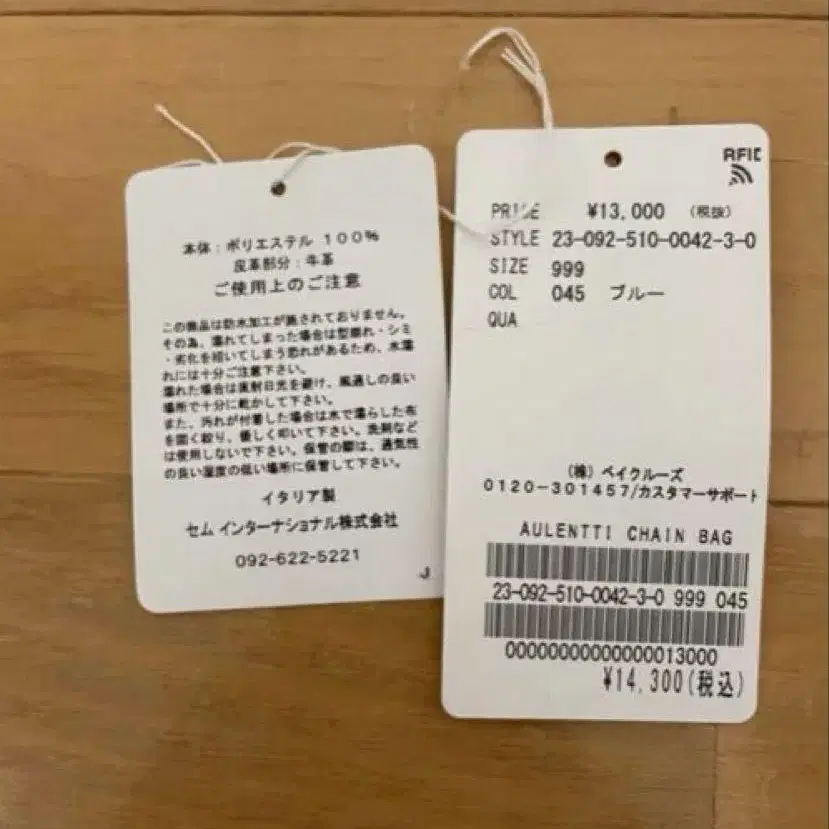 本体：ポリエステル １００％
皮革部分：牛革
ご使用上のご注意
この商品は防水加工が施されておりません。
その為、濡れてしまった場合は型崩れ・シミ
・劣化を招いてしまう恐れがあるため、水濡
れには十分ご注意下さい。
濡れた場合は直射日光を避け、風通しの良い
場所で十分に乾かして下さい。
また、汚れが付着した場合は水で濡らした布
を固く絞り、優しく叩いて下さい。洗剤など
は使用しないで下さい。保管の際は、通気性
の良い湿度の低い場所に保管して下さい。
イタリア製
セム インターナショナル株式会社
092-622-5221
J
RFID
PRICE ¥13,000 (税抜)
STYLE 23-092-510-0042-3-0
SIZE 999
COL 045 ブルー
QUA
(株) ベイクルーズ
0120-301457/カスタマーサポート
AULENTTI CHAIN BAG
23-092-510-0042-3-0 999 045
000000000000000013000
¥14,300(税込)